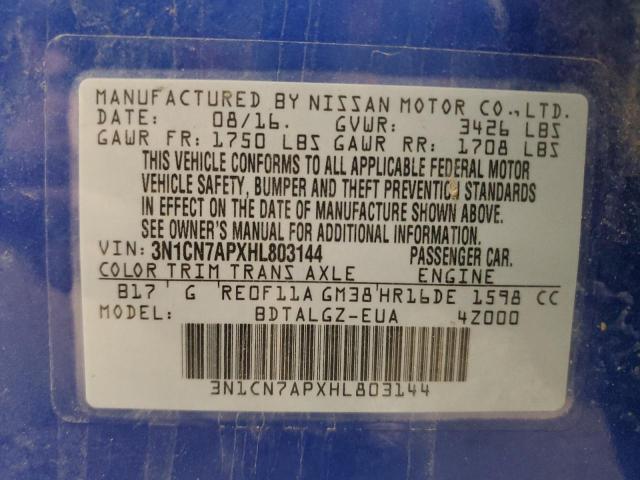 MANUFACTURED BY NISSAN MOTOR CO.,LTD.
DATE: 08/16. GVWR: 3426 LBS
GAWR FR: 1750 LBS GAWR RR: 1708 LBS
THIS VEHICLE CONFORMS TO ALL APPLICABLE FEDERAL MOTOR
VEHICLE SAFETY, BUMPER AND THEFT PREVENTION STANDARDS
IN EFFECT ON THE DATE OF MANUFACTURE SHOWN ABOVE.
SEE OWNER'S MANUAL FOR ADDITIONAL INFORMATION.
VIN: 3N1CN7APXHL803144 PASSENGER CAR.
COLOR TRIM TRANS AXLE ENGINE
B17 G RE0F11A GM38 HR16DE 1598 CC
MODEL: BDTALGZ-EUA 4Z000
3N1CN7APXHL803144